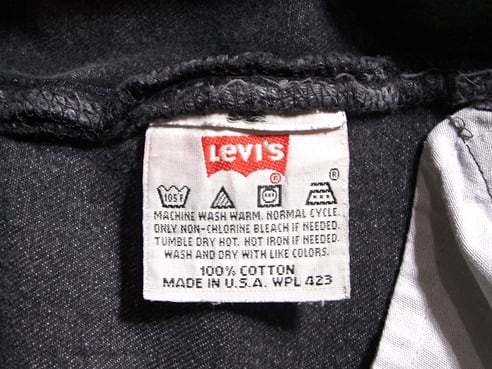 Levi's
®
®
105F
MACHINE WASH WARM. NORMAL CYCLE.
ONLY NON-CHLORINE BLEACH IF NEEDED.
TUMBLE DRY HOT. HOT IRON IF NEEDED.
WASH AND DRY WITH LIKE COLORS.
100% COTTON
MADE IN U.S.A. WPL 423